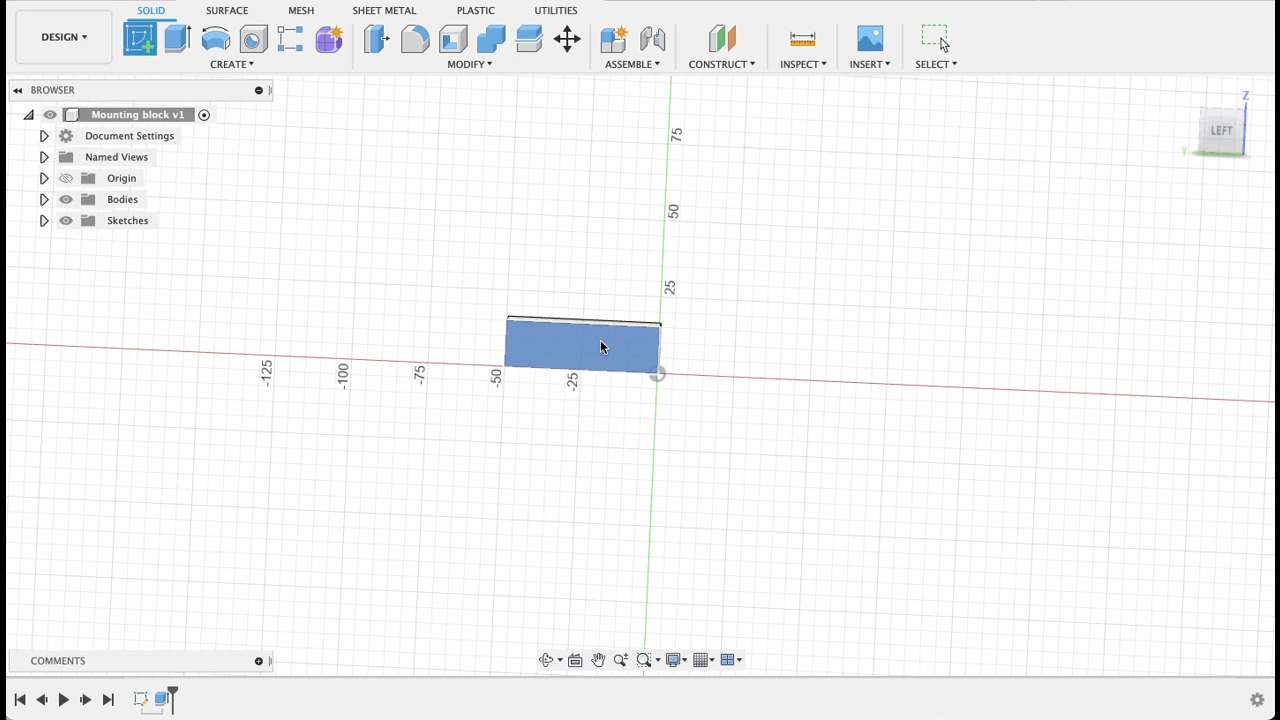 SOLID SURFACE MESH SHEET METAL PLASTIC UTILITIES
DESIGN
CREATE MODIFY ASSEMBLE CONSTRUCT INSPECT INSERT SELECT
BROWSER
Mounting block v1
Document Settings
Named Views
Origin
Bodies
Sketches
Z
LEFT
Y
75
50
25
-125 -100 -75 -50 -25
COMMENTS